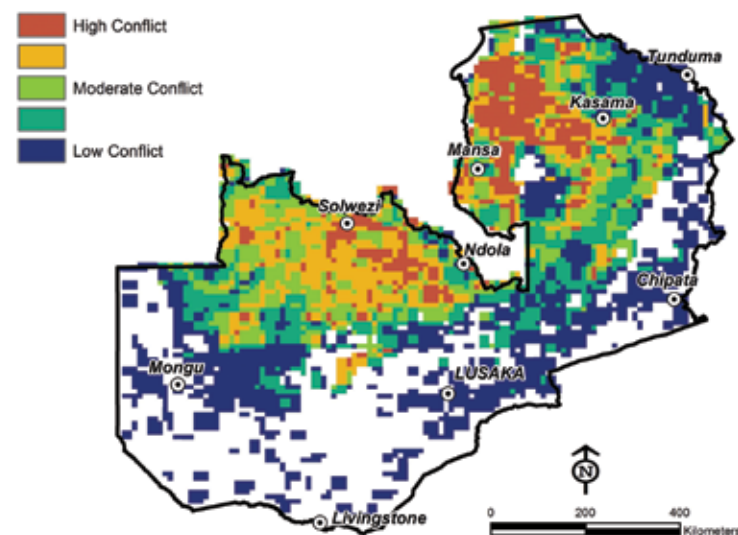 High Conflict
Moderate Conflict
Low Conflict
Tunduma
Kasama
Mansa
Solwezi
Ndola
Chipata
Mongu
LUSAKA
Livingstone
N
0 200 400
Kilometers